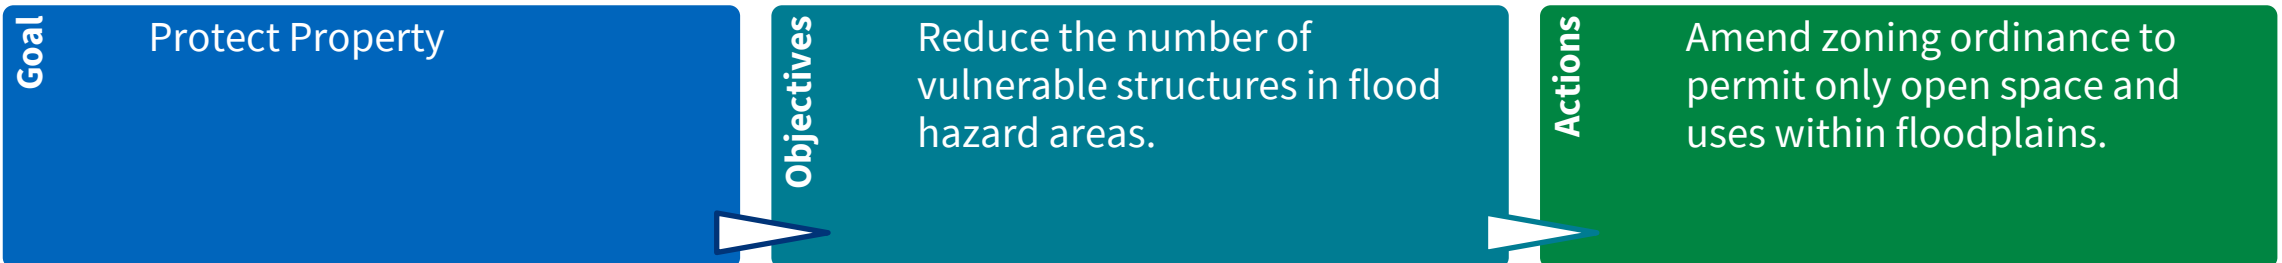 Goal
Protect Property
Objectives
Reduce the number of
vulnerable structures in flood
hazard areas.
Actions
Amend zoning ordinance to
permit only open space and
uses within floodplains.